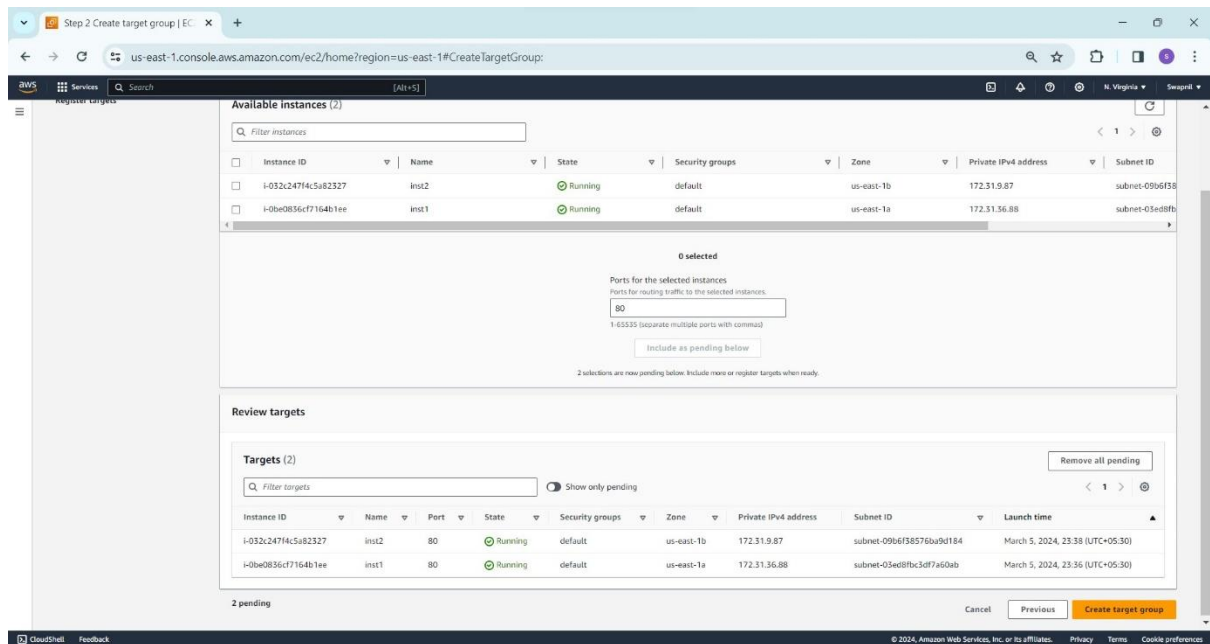 Step 2 Create target group | EC
us-east-1.console.aws.amazon.com/ec2/home?region=us-east-1#CreateTargetGroup:
aws Services Search [Alt+S] N. Virginia Swapnil
Register targets
Available instances (2)
Filter instances 1
Instance ID Name State Security groups Zone Private IPv4 address Subnet ID
i-032c247f4c5a82327 inst2 Running default us-east-1b 172.31.9.87 subnet-09b6f38
i-0be0836cf7164b1ee inst1 Running default us-east-1a 172.31.36.88 subnet-03ed8fb
0 selected
Ports for the selected instances
Ports for routing traffic to the selected instances.
80
1-65535 (separate multiple ports with commas)
Include as pending below
2 selections are now pending below. Include more or register targets when ready.
Review targets
Targets (2) Remove all pending
Filter targets Show only pending 1
Instance ID Name Port State Security groups Zone Private IPv4 address Subnet ID Launch time
i-032c247f4c5a82327 inst2 80 Running default us-east-1b 172.31.9.87 subnet-09b6f38576ba9d184 March 5, 2024, 23:38 (UTC+05:30)
i-0be0836cf7164b1ee inst1 80 Running default us-east-1a 172.31.36.88 subnet-03ed8fbc3df7a60ab March 5, 2024, 23:36 (UTC+05:30)
2 pending Cancel Previous Create target group
CloudShell Feedback © 2024, Amazon Web Services, Inc. or its affiliates. Privacy Terms Cookie preferences